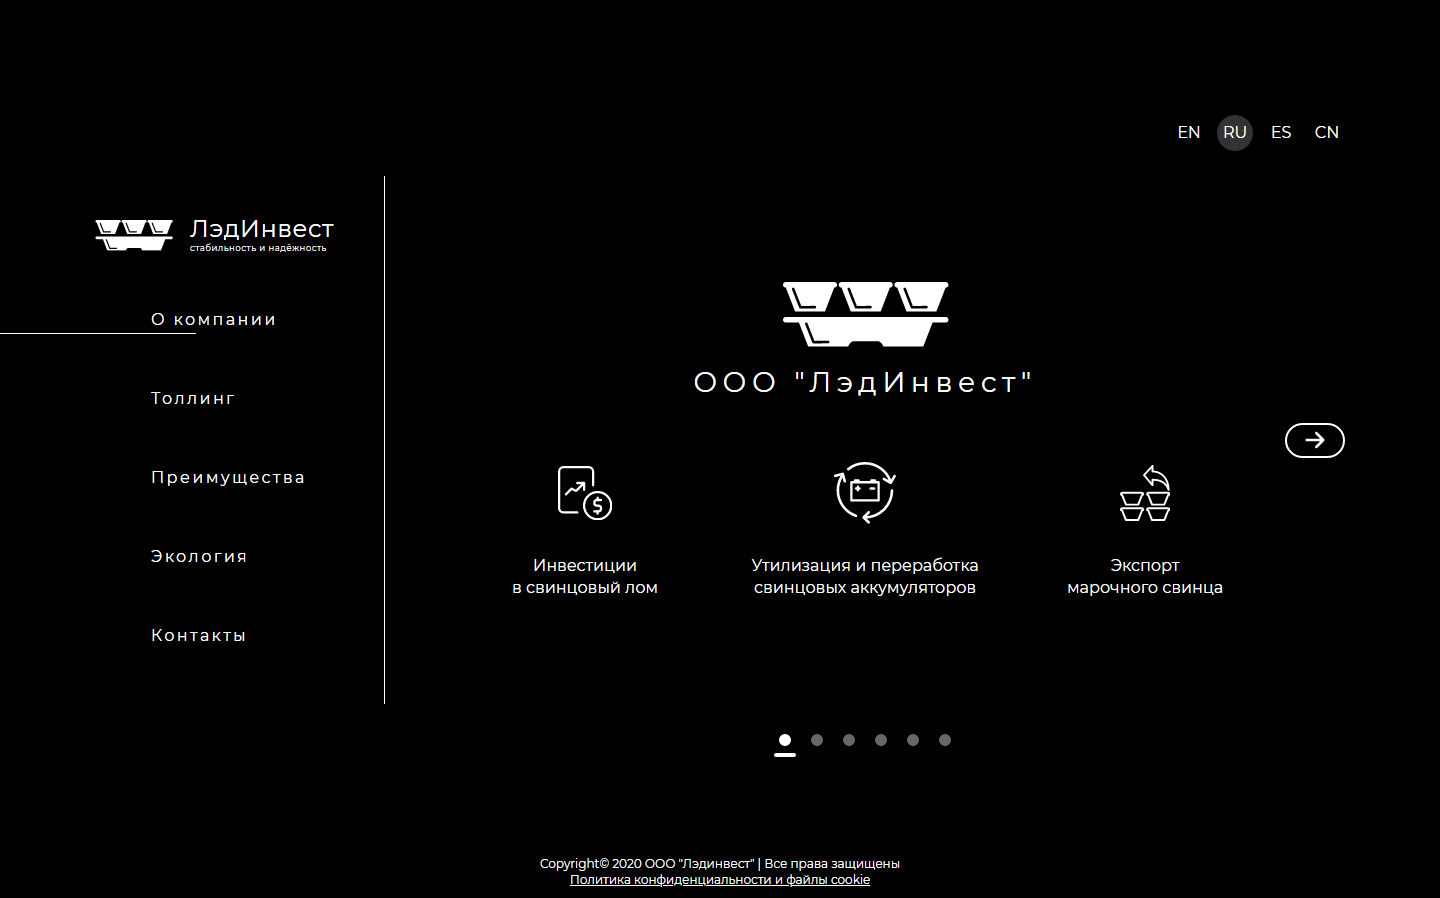 EN RU ES CN
ЛэдИнвест
стабильность и надёжность
О компании
Толлинг
Преимущества
Экология
Контакты
ООО "ЛэдИнвест"
Инвестиции
в свинцовый лом
Утилизация и переработка
свинцовых аккумуляторов
Экспорт
марочного свинца
Copyright© 2020 ООО "Лэдинвест" | Все права защищены
Политика конфиденциальности и файлы cookie